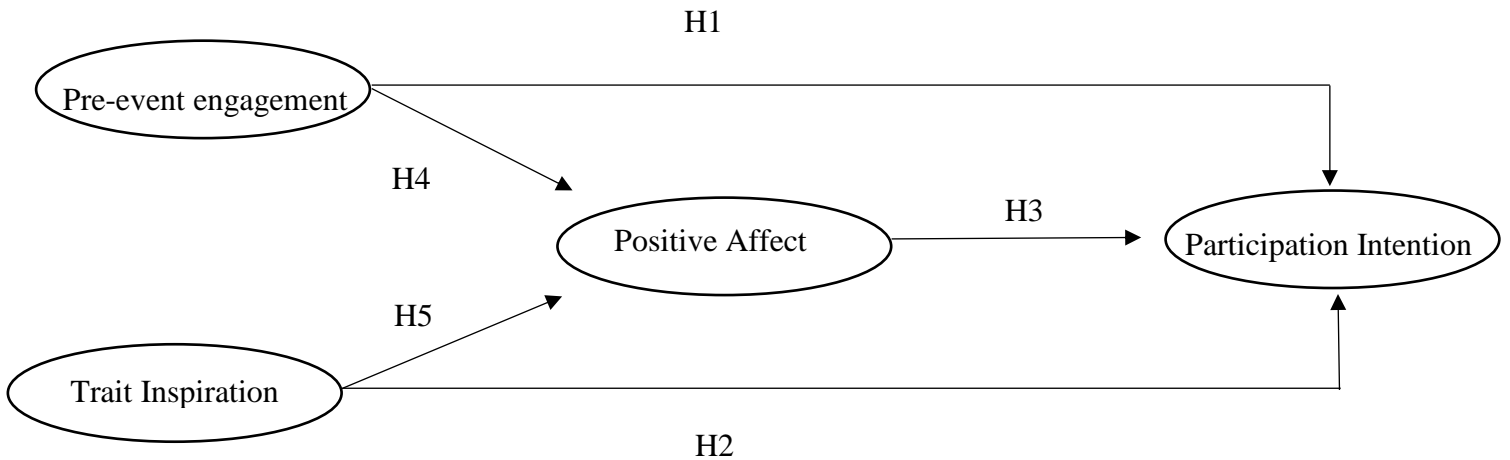 H1
Pre-event engagement
H4
Positive Affect
H3
Participation Intention
H5
Trait Inspiration
H2